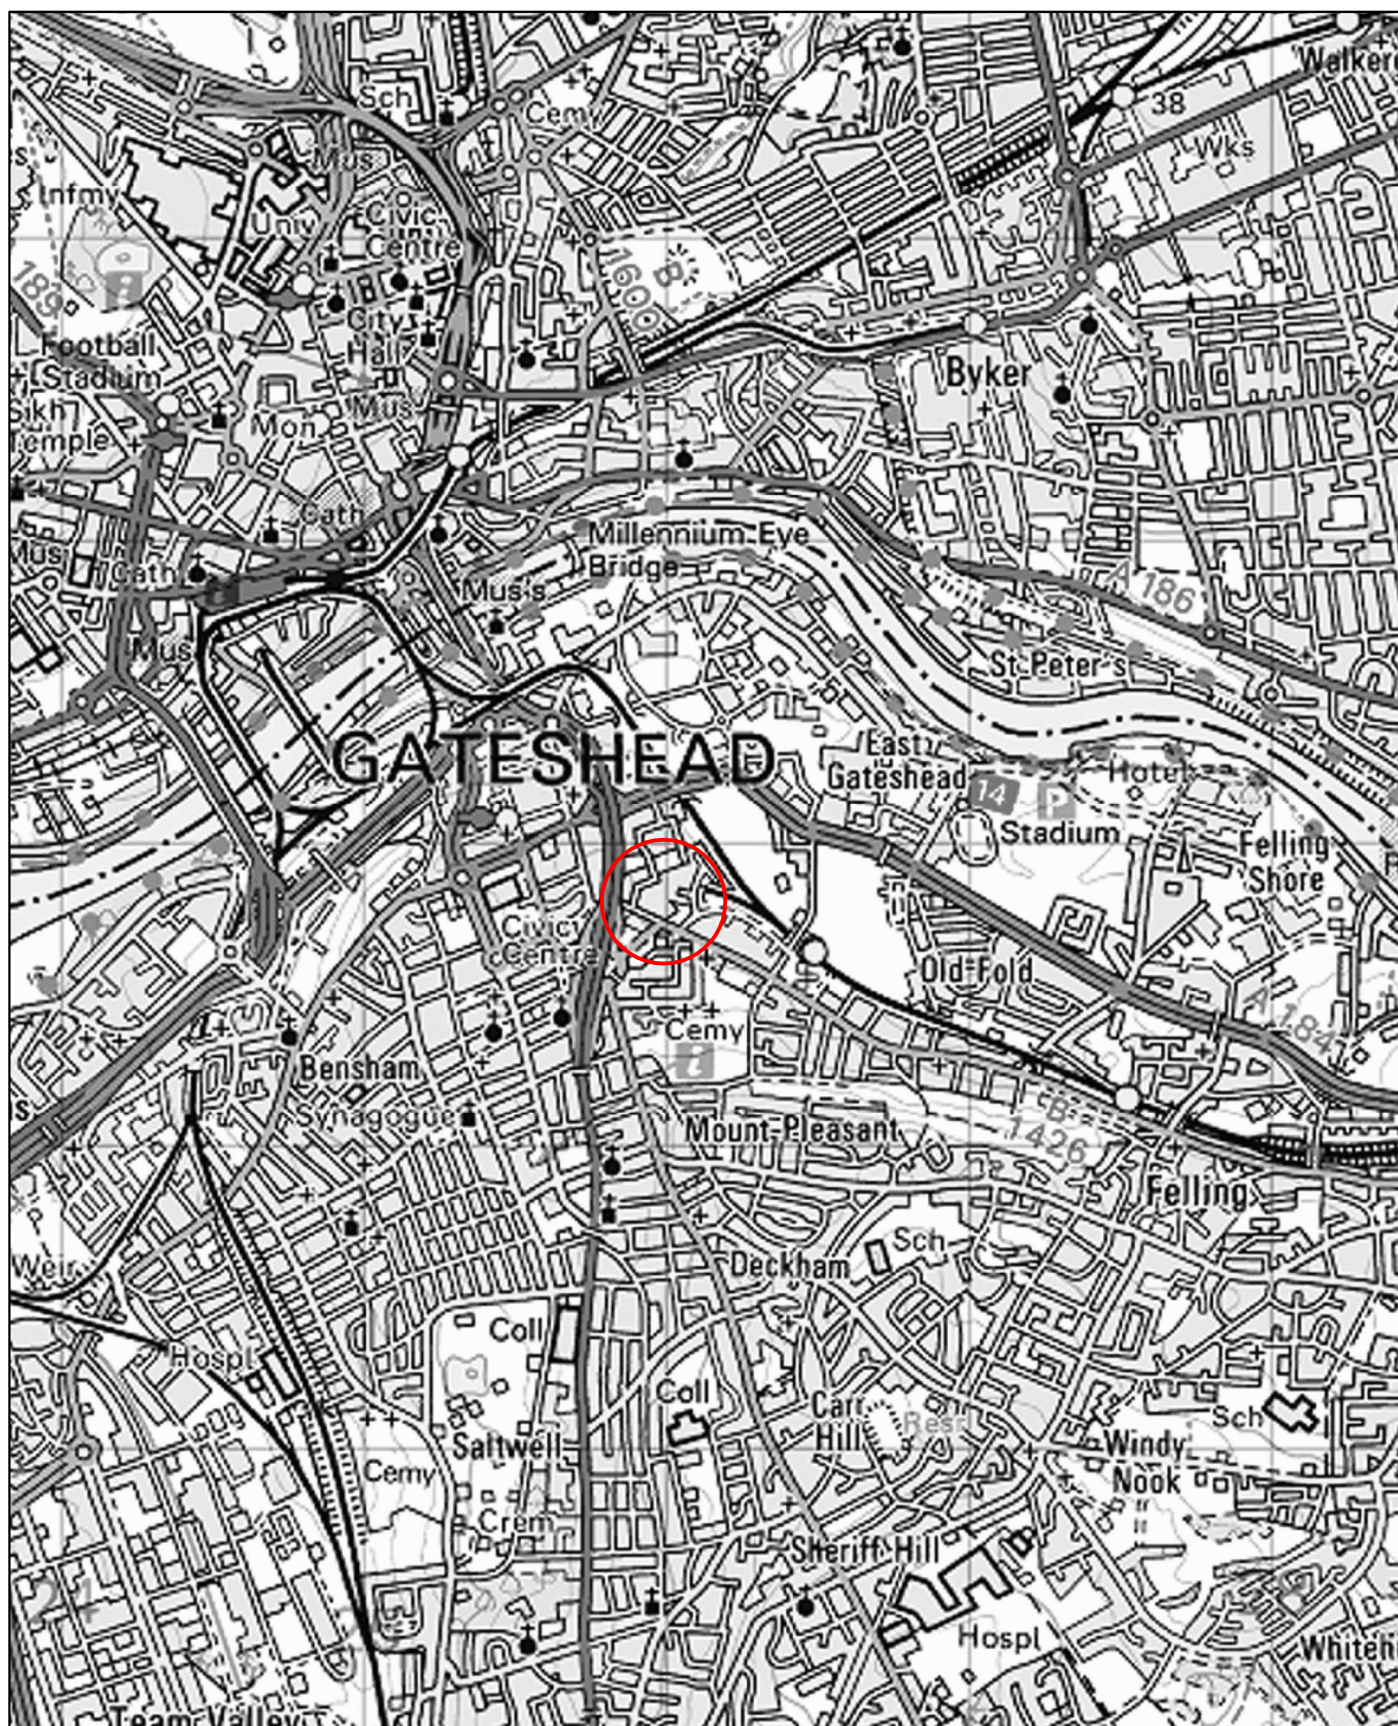 Sch
Cemy
Walker
38
Wks
Mus
Infmy
Univ
Civic
Centre
189
B
1600
City
Hall
Football
Stadium
Sikh
Temple
Mon
Mus
Byker
Cath
Mus
Cath
Millennium Eye
Bridge
Mus's
A 186
Mus
St Peter's
GATESHEAD
East
Gateshead
14
P
Hotel
Stadium
Felling
Shore
Civic
Centre
Old Fold
A 184
Cemy
Bensham
Synagogue
Mount Pleasant
B
1426
Felling
Weir
Sch
Deckham
Hospl
Coll
Coll
Carr
Hill
Resr
Sch
Saltwell
Windy
Nook
Cemy
Crem
Sheriff Hill
24
Hospl
Whiteh
Team Valley